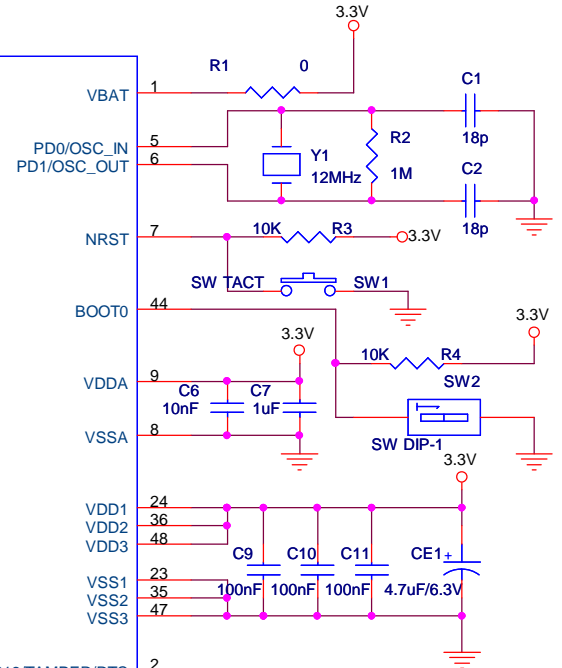 3.3V
R1 0
C1
VBAT 1
18p
PD0/OSC_IN 5
R2
Y1
PD1/OSC_OUT 6
12MHz 1M
C2
18p
NRST 7 10K R3 3.3V
SW TACT SW1
BOOT0 44
3.3V 3.3V
10K R4
VDDA 9 C6 C7 SW2
10nF 1uF
VSSA 8 SW DIP-1
3.3V
VDD1 24
VDD2 36
VDD3 48
C9 C10 C11 CE1+
VSS1 23
100nF 100nF 100nF 4.7uF/6.3V
VSS2 35
VSS3 47
2